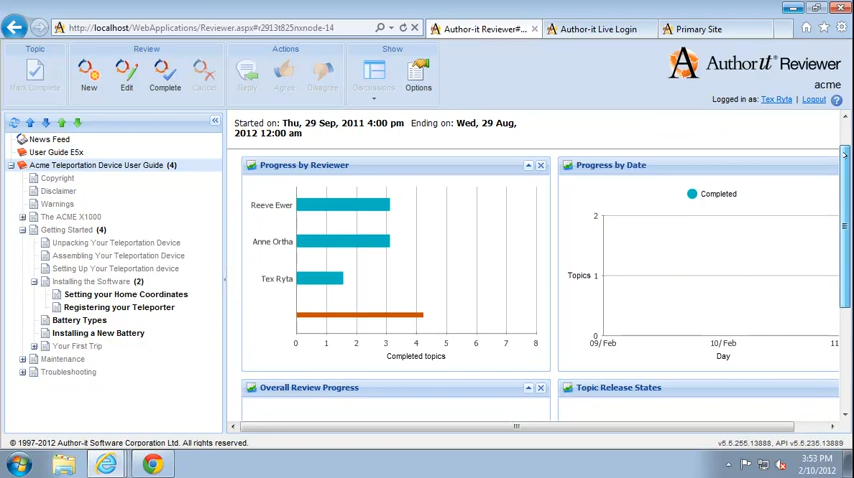 http://localhost/WebApplications/Reviewer.aspx#r2913t825nxnode-14
Author-it Reviewer#...
Author-it Live Login
Primary Site
Topic
Review
Actions
Show
Mark Complete
New
Edit
Complete
Cancel
Reply
Agree
Disagree
Discussions
Options
Authorit® Reviewer
acme
Logged in as: Tex Ryta | Logout
News Feed
User Guide E5x
Acme Teleportation Device User Guide (4)
Copyright
Disclaimer
Warnings
The ACME X1000
Getting Started (4)
Unpacking Your Teleportation Device
Assembling Your Teleportation Device
Setting Up Your Teleportation device
Installing the Software (2)
Setting your Home Coordinates
Registering your Teleporter
Battery Types
Installing a New Battery
Your First Trip
Maintenance
Troubleshooting
Started on: Thu, 29 Sep, 2011 4:00 pm Ending on: Wed, 29 Aug,
2012 12:00 am
Progress by Reviewer
Reeve Ewer
Anne Ortha
Tex Ryta
0 1 2 3 4 5 6 7 8
Completed topics
Progress by Date
Completed
2
Topics 1
0
09/Feb 10/Feb 11
Day
Overall Review Progress
Topic Release States
© 1997-2012 Author-it Software Corporation Ltd. All rights reserved.
v5.5.255.13888, API v5.5.235.13889
3:53 PM
2/10/2012